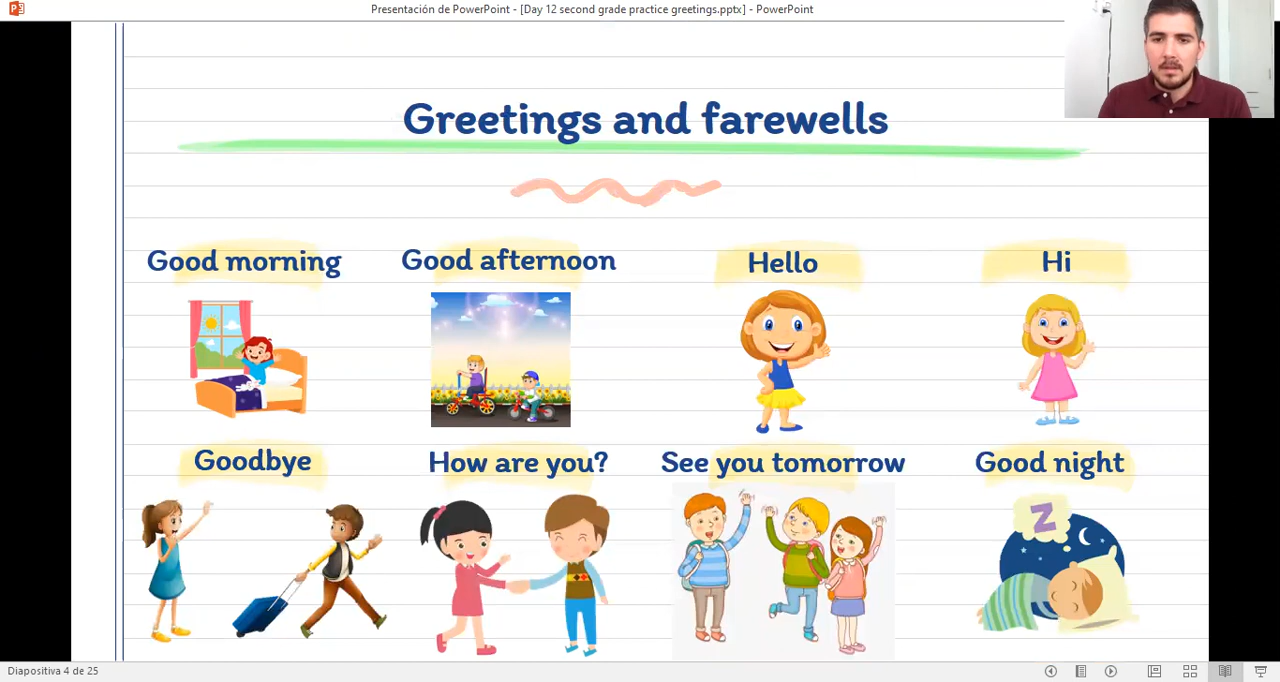 Presentación de PowerPoint - [Day 12 second grade practice greetings.pptx] - PowerPoint
Greetings and farewells
Good morning
Good afternoon
Hello
Hi
Goodbye
How are you?
See you tomorrow
Good night
Z
Diapositiva 4 de 25